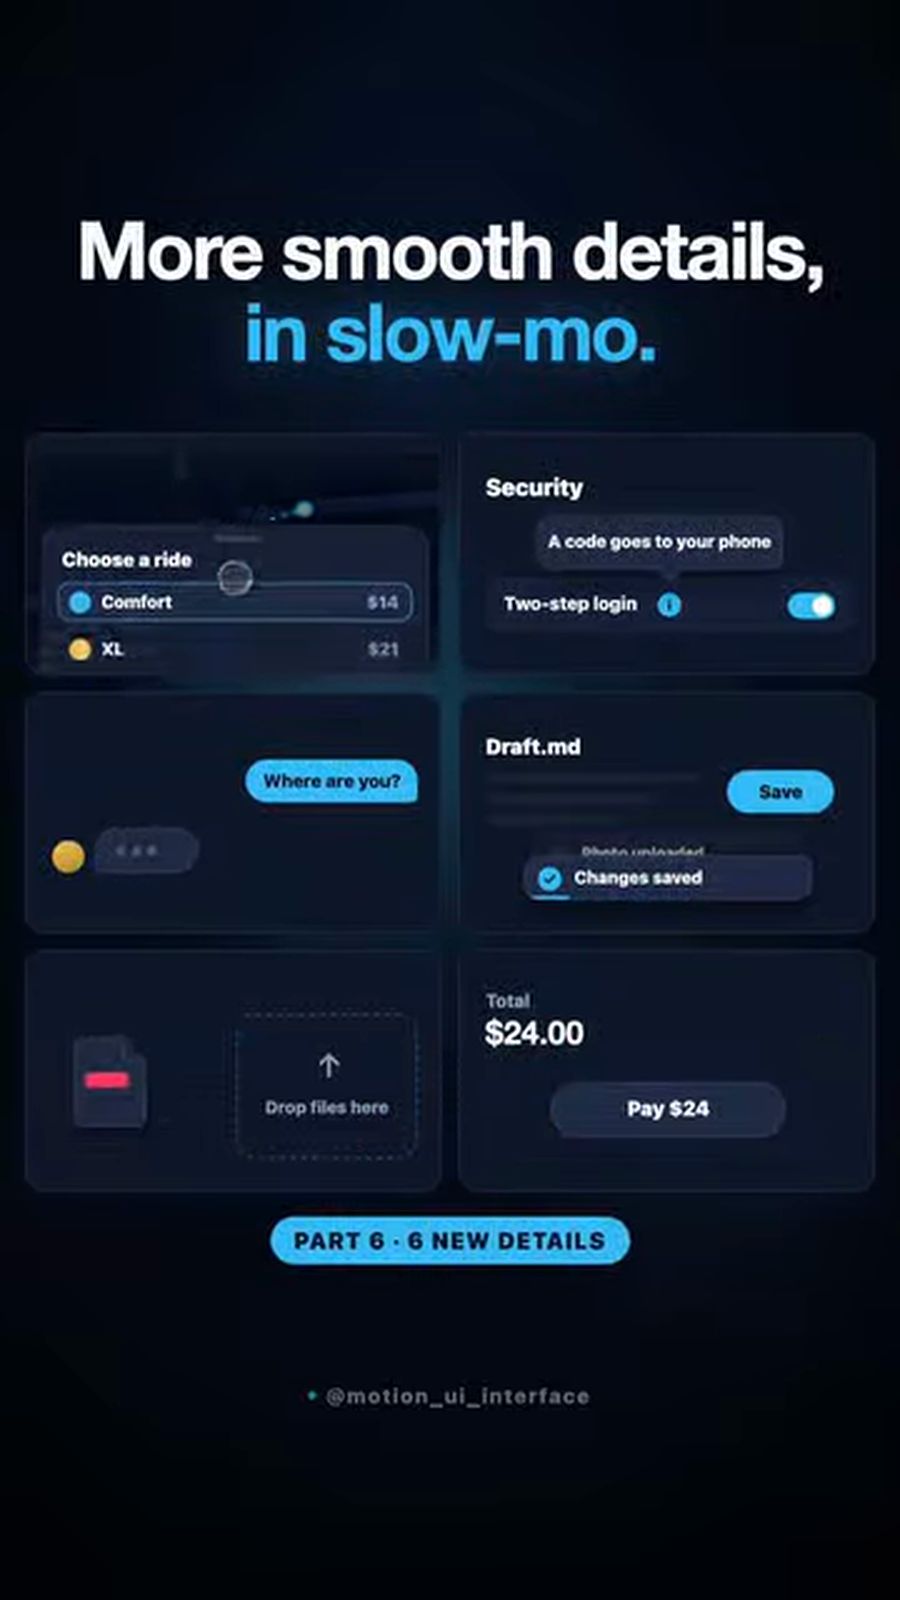 More smooth details,
in slow-mo.
Choose a ride
Comfort $14
XL $21
Security
A code goes to your phone
Two-step login
Where are you?
Draft.md
Save
Photo uploaded
Changes saved
Drop files here
Total
$24.00
Pay $24
PART 6 · 6 NEW DETAILS
@motion_ui_interface